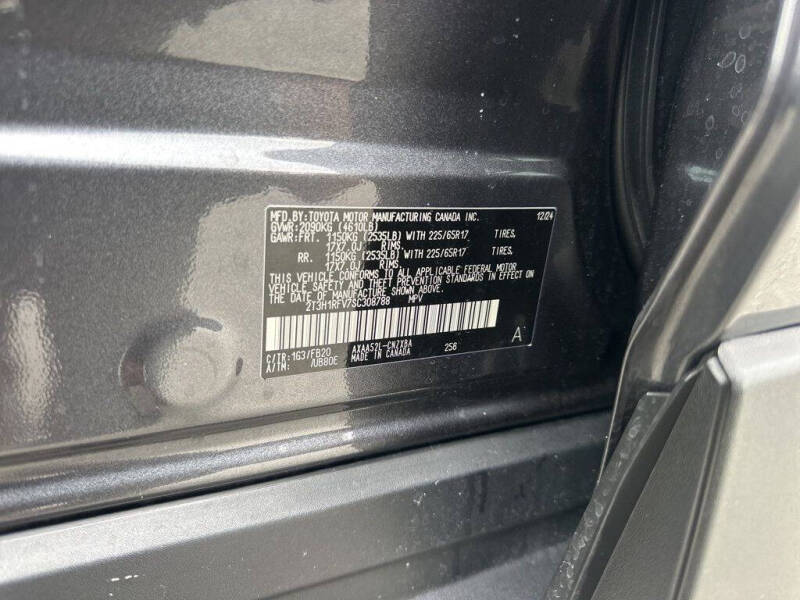 MFD.BY:TOYOTA MOTOR MANUFACTURING CANADA INC. 12/24
GVWR:2090KG (4610LB)
GAWR:FRT. 1150KG (2535LB) WITH 225/65R17 TIRES,
17X7.0J RIMS.
RR. 1150KG (2535LB) WITH 225/65R17 TIRES,
17X7.0J RIMS.
THIS VEHICLE CONFORMS TO ALL APPLICABLE FEDERAL MOTOR
VEHICLE SAFETY AND THEFT PREVENTION STANDARDS IN EFFECT ON
THE DATE OF MANUFACTURE SHOWN ABOVE.
2T3H1RFV7SC308788 MPV
C/TR:1G3/FB20 AXAA52L-CNZXBA 256 A
A/TM: /UB80E MADE IN CANADA